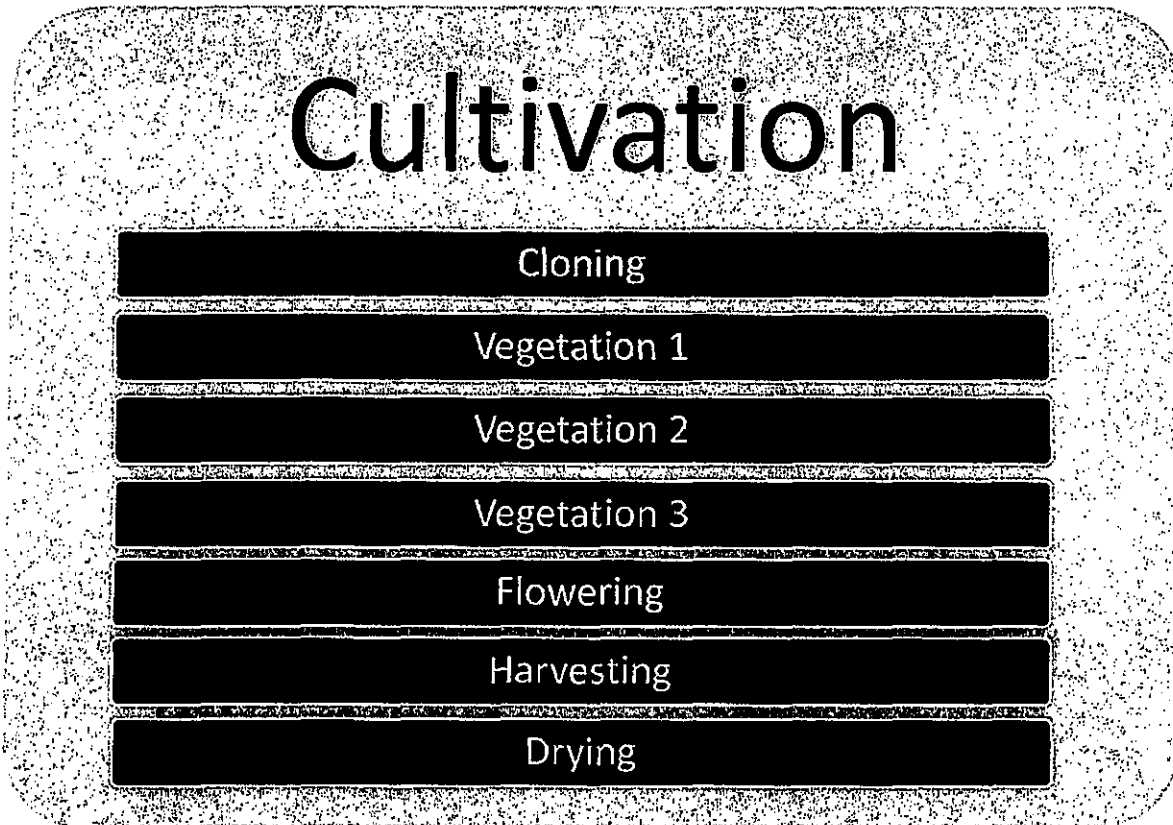 Cultivation
Cloning
Vegetation 1
Vegetation 2
Vegetation 3
Flowering
Harvesting
Drying